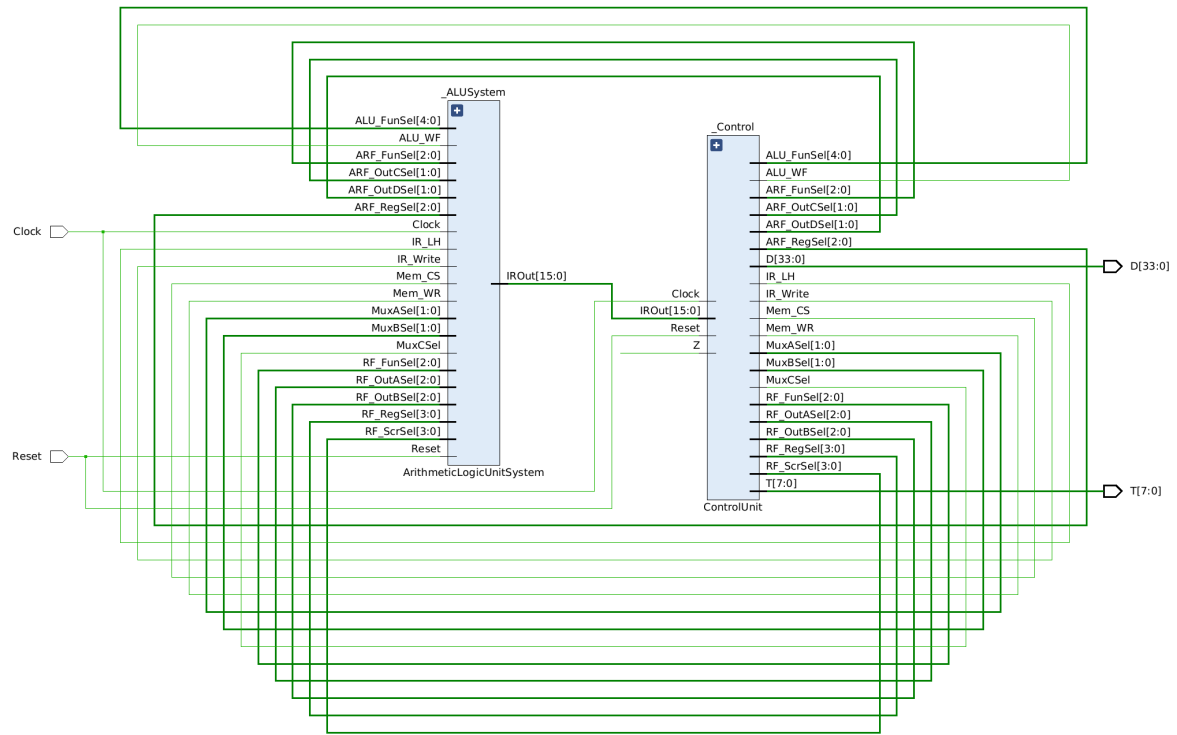 _ALUSystem
ALU_FunSel[4:0]
ALU_WF
ARF_FunSel[2:0]
ARF_OutCSel[1:0]
ARF_OutDSel[1:0]
ARF_RegSel[2:0]
Clock
Clock
IR_LH
IR_Write
Mem_CS
Mem_WR
MuxASel[1:0]
MuxBSel[1:0]
MuxCSel
RF_FunSel[2:0]
RF_OutASel[2:0]
RF_OutBSel[2:0]
RF_RegSel[3:0]
RF_ScrSel[3:0]
Reset
Reset
IROut[15:0]
ArithmeticLogicUnitSystem
_Control
Clock
IROut[15:0]
Reset
Z
ALU_FunSel[4:0]
ALU_WF
ARF_FunSel[2:0]
ARF_OutCSel[1:0]
ARF_OutDSel[1:0]
ARF_RegSel[2:0]
D[33:0]
D[33:0]
IR_LH
IR_Write
Mem_CS
Mem_WR
MuxASel[1:0]
MuxBSel[1:0]
MuxCSel
RF_FunSel[2:0]
RF_OutASel[2:0]
RF_OutBSel[2:0]
RF_RegSel[3:0]
RF_ScrSel[3:0]
T[7:0]
T[7:0]
ControlUnit